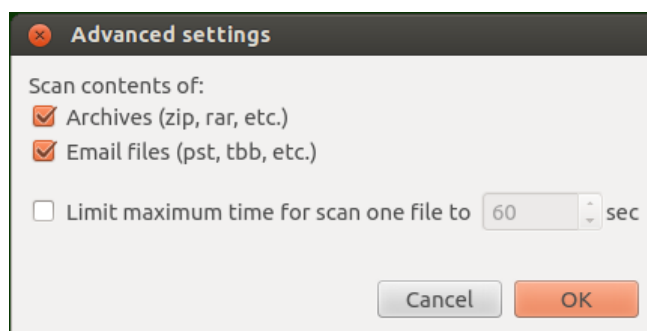 Advanced settings
Scan contents of:
Archives (zip, rar, etc.)
Email files (pst, tbb, etc.)
Limit maximum time for scan one file to 60 sec
Cancel OK